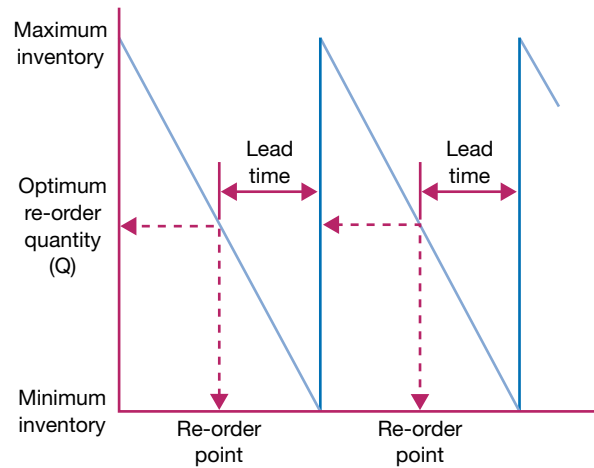 Maximum
inventory
Lead
time
Lead
time
Optimum
re-order
quantity
(Q)
Minimum
inventory
Re-order
point
Re-order
point